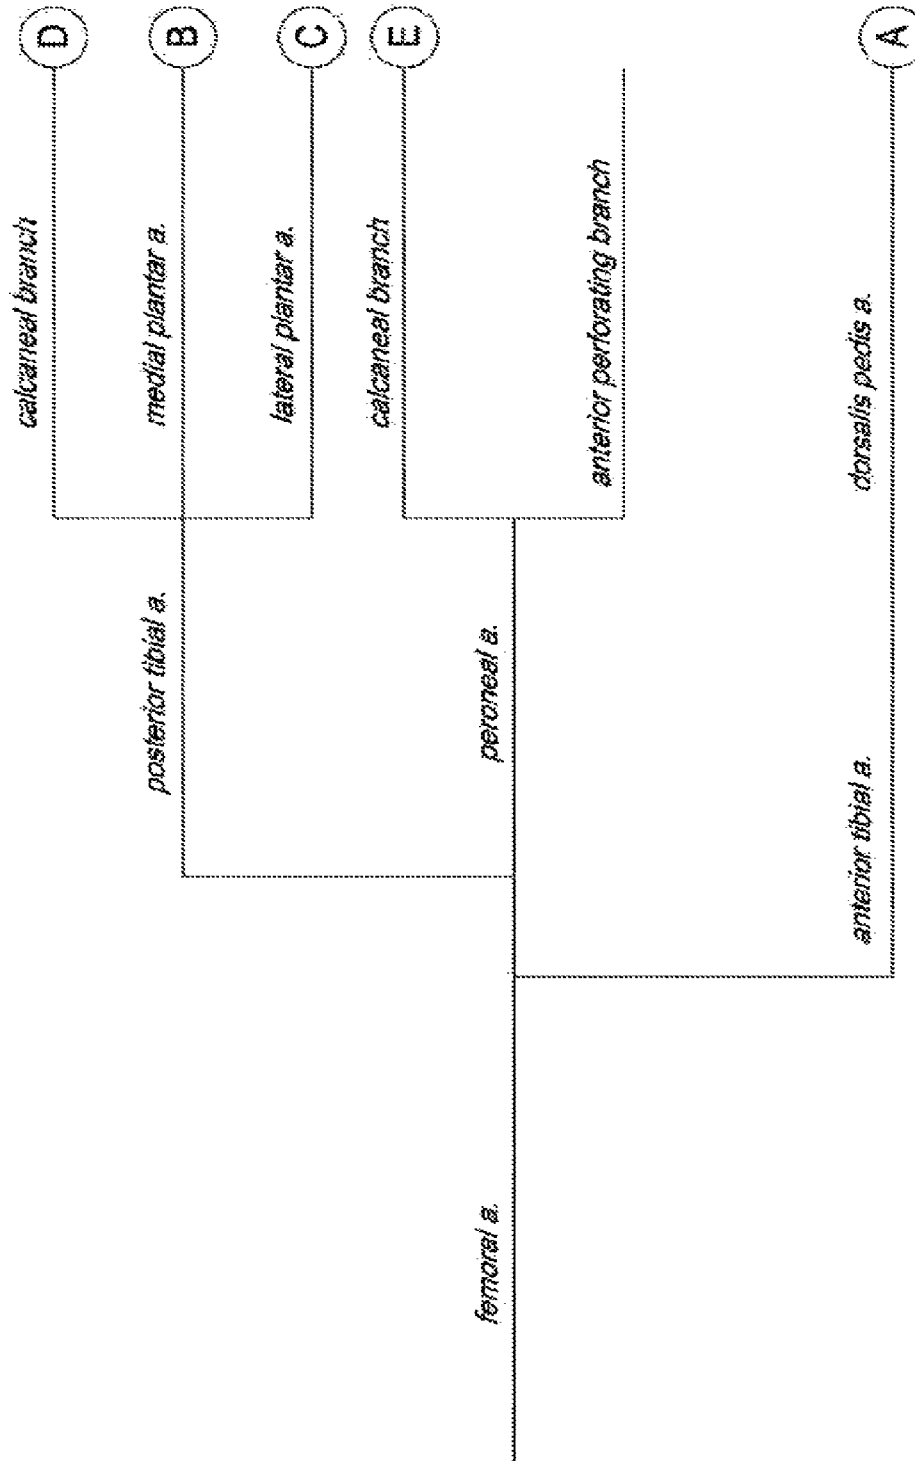 D
B
C
E
A
calcaneal branch
medial plantar a.
lateral plantar a.
calcaneal branch
anterior perforating branch
dorsalis pedis a.
posterior tibial a.
peroneal a.
anterior tibial a.
femoral a.